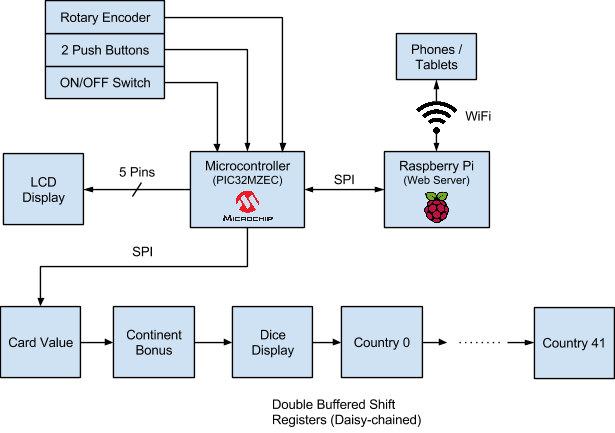 Rotary Encoder
2 Push Buttons
ON/OFF Switch
Phones /
Tablets
WiFi
LCD
Display
5 Pins
Microcontroller
(PIC32MZEC)
MICROCHIP
SPI
Raspberry Pi
(Web Server)
SPI
Card Value
Continent
Bonus
Dice
Display
Country 0
........
Country 41
Double Buffered Shift
Registers (Daisy-chained)